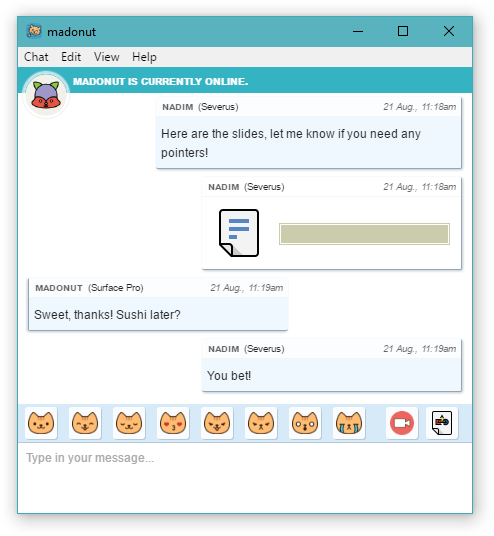 madonut
Chat Edit View Help
MADONUT IS CURRENTLY ONLINE.
NADIM (Severus) 21 Aug., 11:18am
Here are the slides, let me know if you need any
pointers!
NADIM (Severus) 21 Aug., 11:18am
MADONUT (Surface Pro) 21 Aug., 11:19am
Sweet, thanks! Sushi later?
NADIM (Severus) 21 Aug., 11:19am
You bet!
Type in your message...